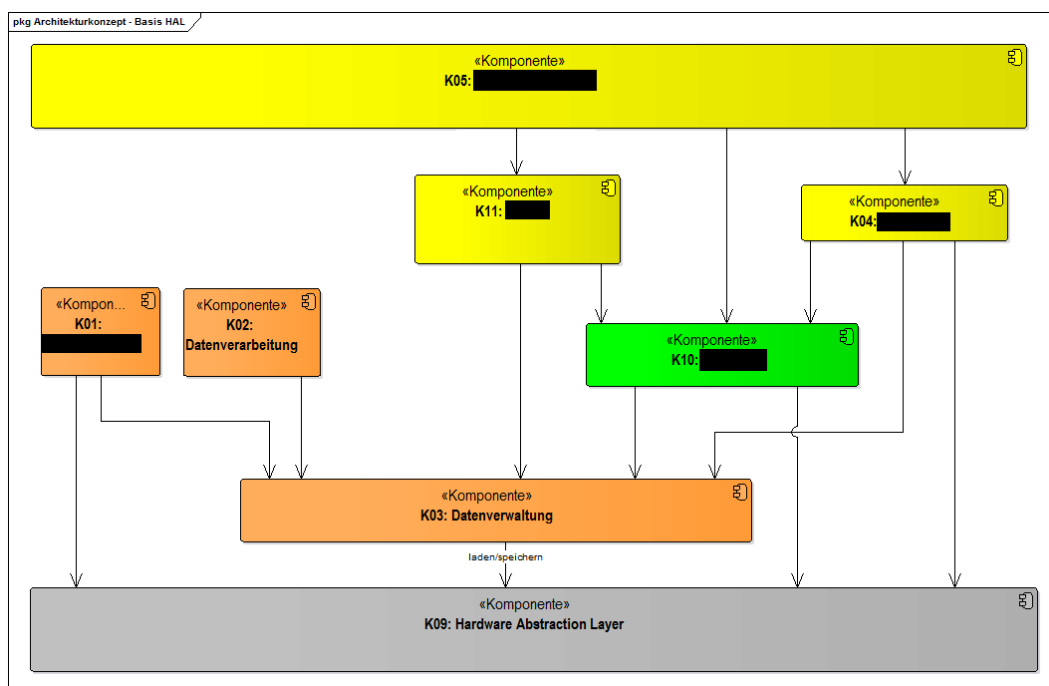 pkg Architekturkonzept - Basis HAL
«Komponente»
K05:
«Komponente»
K11:
«Komponente»
K04:
«Kompon...
K01:
«Komponente»
K02:
Datenverarbeitung
«Komponente»
K10:
«Komponente»
K03: Datenverwaltung
laden/speichern
«Komponente»
K09: Hardware Abstraction Layer